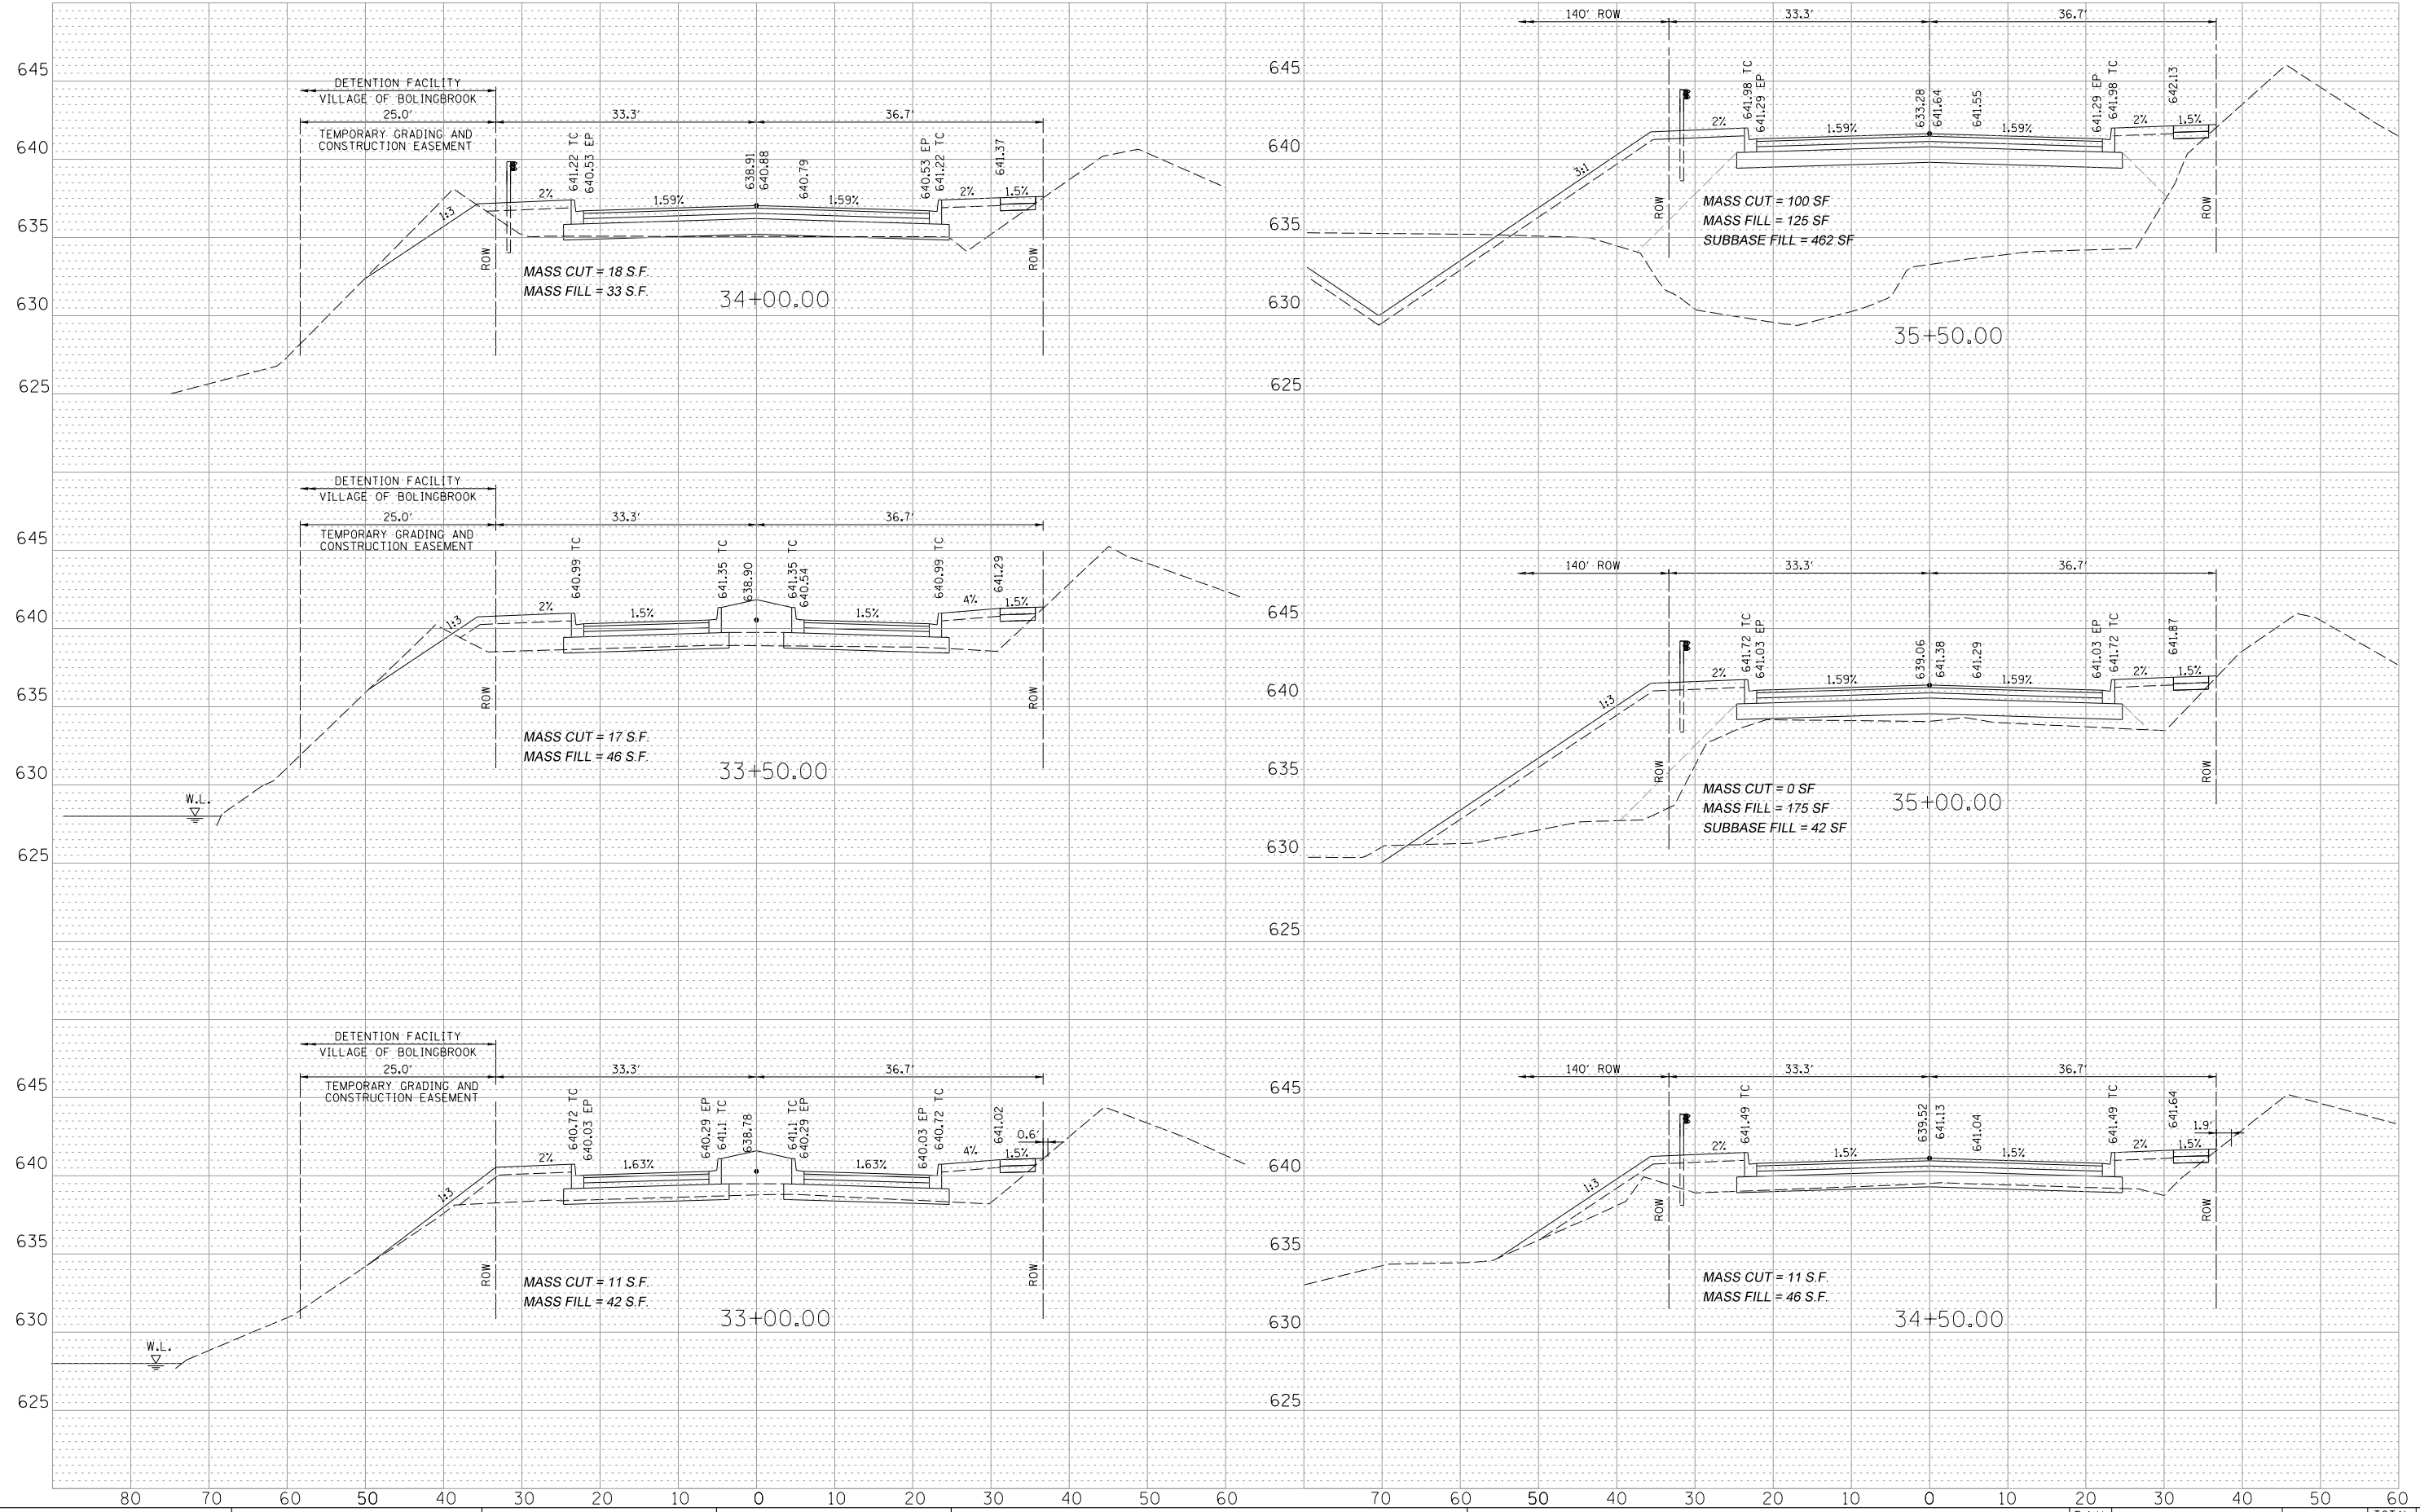 645
640
635
630
625
DETENTION FACILITY
VILLAGE OF BOLINGBROOK
25.0'
33.3'
36.7'
TEMPORARY GRADING AND
CONSTRUCTION EASEMENT
641.22 TC
640.53 EP
638.91
640.88
640.79
640.53 EP
641.22 TC
641.37
1:3
2%
1.59%
1.59%
2%
1.5%
ROW
ROW
MASS CUT = 18 S.F.
MASS FILL = 33 S.F.
34+00.00
645
640
635
630
625
140' ROW
33.3'
36.7'
641.98 TC
641.29 EP
633.28
641.64
641.55
641.29 EP
641.98 TC
642.13
3:1
2%
1.59%
1.59%
2%
1.5%
ROW
ROW
MASS CUT = 100 SF
MASS FILL = 125 SF
SUBBASE FILL = 462 SF
35+50.00
645
640
635
630
625
DETENTION FACILITY
VILLAGE OF BOLINGBROOK
25.0'
33.3'
36.7'
TEMPORARY GRADING AND
CONSTRUCTION EASEMENT
640.99 TC
641.35 TC
638.90
641.35 TC
640.54
640.99 TC
641.29
1:3
2%
1.5%
1.5%
4%
1.5%
ROW
ROW
W.L.
MASS CUT = 17 S.F.
MASS FILL = 46 S.F.
33+50.00
645
640
635
630
625
140' ROW
33.3'
36.7'
641.72 TC
641.03 EP
639.06
641.38
641.29
641.03 EP
641.72 TC
641.87
1:3
2%
1.59%
1.59%
2%
1.5%
ROW
ROW
MASS CUT = 0 SF
MASS FILL = 175 SF
SUBBASE FILL = 42 SF
35+00.00
645
640
635
630
625
DETENTION FACILITY
VILLAGE OF BOLINGBROOK
25.0'
33.3'
36.7'
TEMPORARY GRADING AND
CONSTRUCTION EASEMENT
640.72 TC
640.03 EP
640.29 EP
641.1 TC
638.78
641.1 TC
640.29 EP
640.03 EP
640.72 TC
641.02
0.6'
1:3
2%
1.63%
1.63%
4%
1.5%
ROW
ROW
W.L.
MASS CUT = 11 S.F.
MASS FILL = 42 S.F.
33+00.00
645
640
635
630
625
140' ROW
33.3'
36.7'
641.49 TC
639.52
641.13
641.04
641.49 TC
641.64
1.9'
1:3
2%
1.5%
1.5%
2%
1.5%
ROW
ROW
MASS CUT = 11 S.F.
MASS FILL = 46 S.F.
34+50.00
80 70 60 50 40 30 20 10 0 10 20 30 40 50 60 70 60 50 40 30 20 10 0 10 20 30 40 50 60